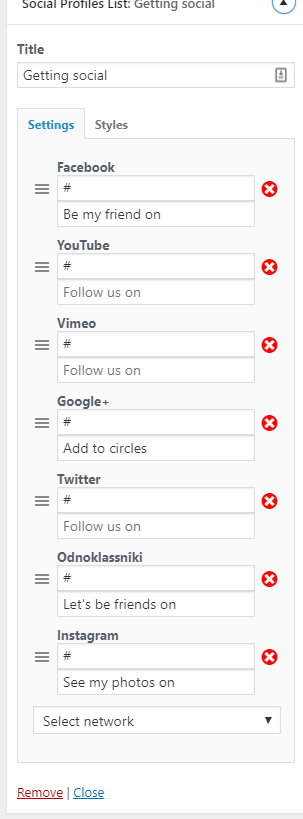 Social Profiles List: Getting social
Title
Getting social
Settings Styles
Facebook
#
Be my friend on
YouTube
#
Follow us on
Vimeo
#
Follow us on
Google+
#
Add to circles
Twitter
#
Follow us on
Odnoklassniki
#
Let's be friends on
Instagram
#
See my photos on
Select network
Remove | Close